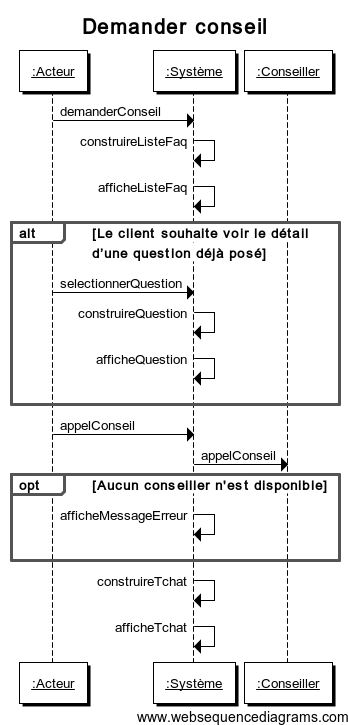 Demander conseil
:Acteur :Système :Conseiller
demanderConseil
construireListeFaq
afficheListeFaq
alt [Le client souhaite voir le détail
d'une question déjà posé]
selectionnerQuestion
construireQuestion
afficheQuestion
appelConseil
appelConseil
opt [Aucun conseiller n'est disponible]
afficheMessageErreur
construireTchat
afficheTchat
:Acteur :Système :Conseiller
www.websequencediagrams.com